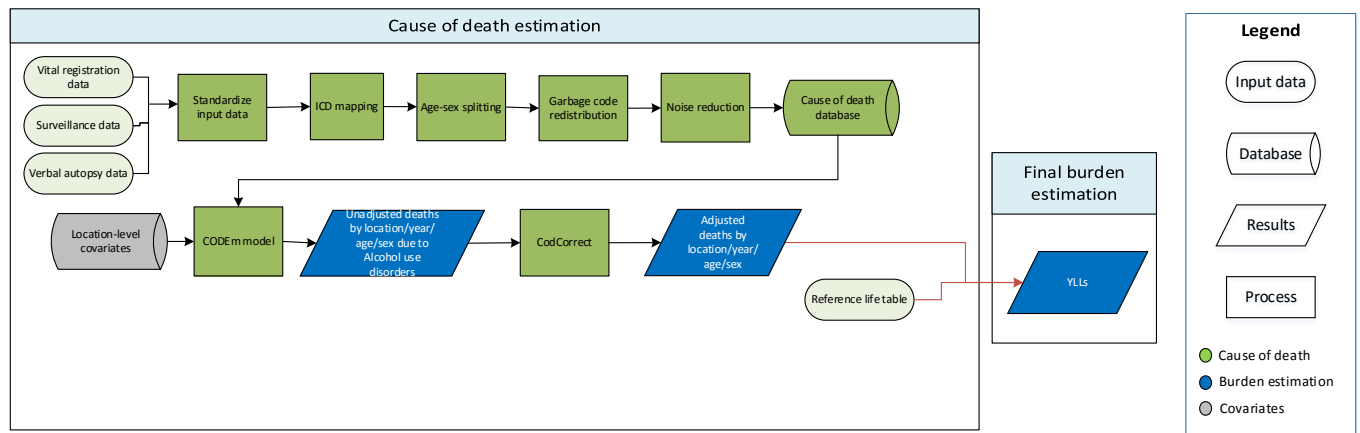 Cause of death estimation
Vital registration
data
Surveillance data
Verbal autopsy data
Standardize
input data
ICD mapping
Age-sex splitting
Garbage code
redistribution
Noise reduction
Cause of death
database
Location-level
covariates
CODEm model
Unadjusted deaths
by location/year/
age/sex due to
Alcohol use
disorders
CodCorrect
Adjusted
deaths by
location/year/
age/sex
Reference life table
Final burden
estimation
YLLs
Legend
Input data
Database
Results
Process
Cause of death
Burden estimation
Covariates